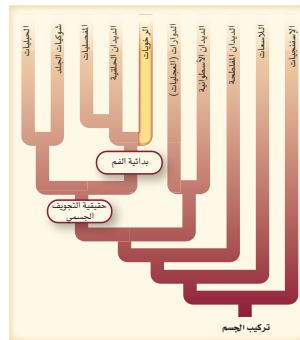 الإسفنجيات
اللاسعات
الديدان المفلطحة
الديدان الأسطوانية
الدوارات (العجليات)
الرخويات
الديدان الحلقية
المفصليات
شوكيات الجلد
الحبليات
بدائية الفم
حقيقية التجويف
الجسمي
تركيب الجسم